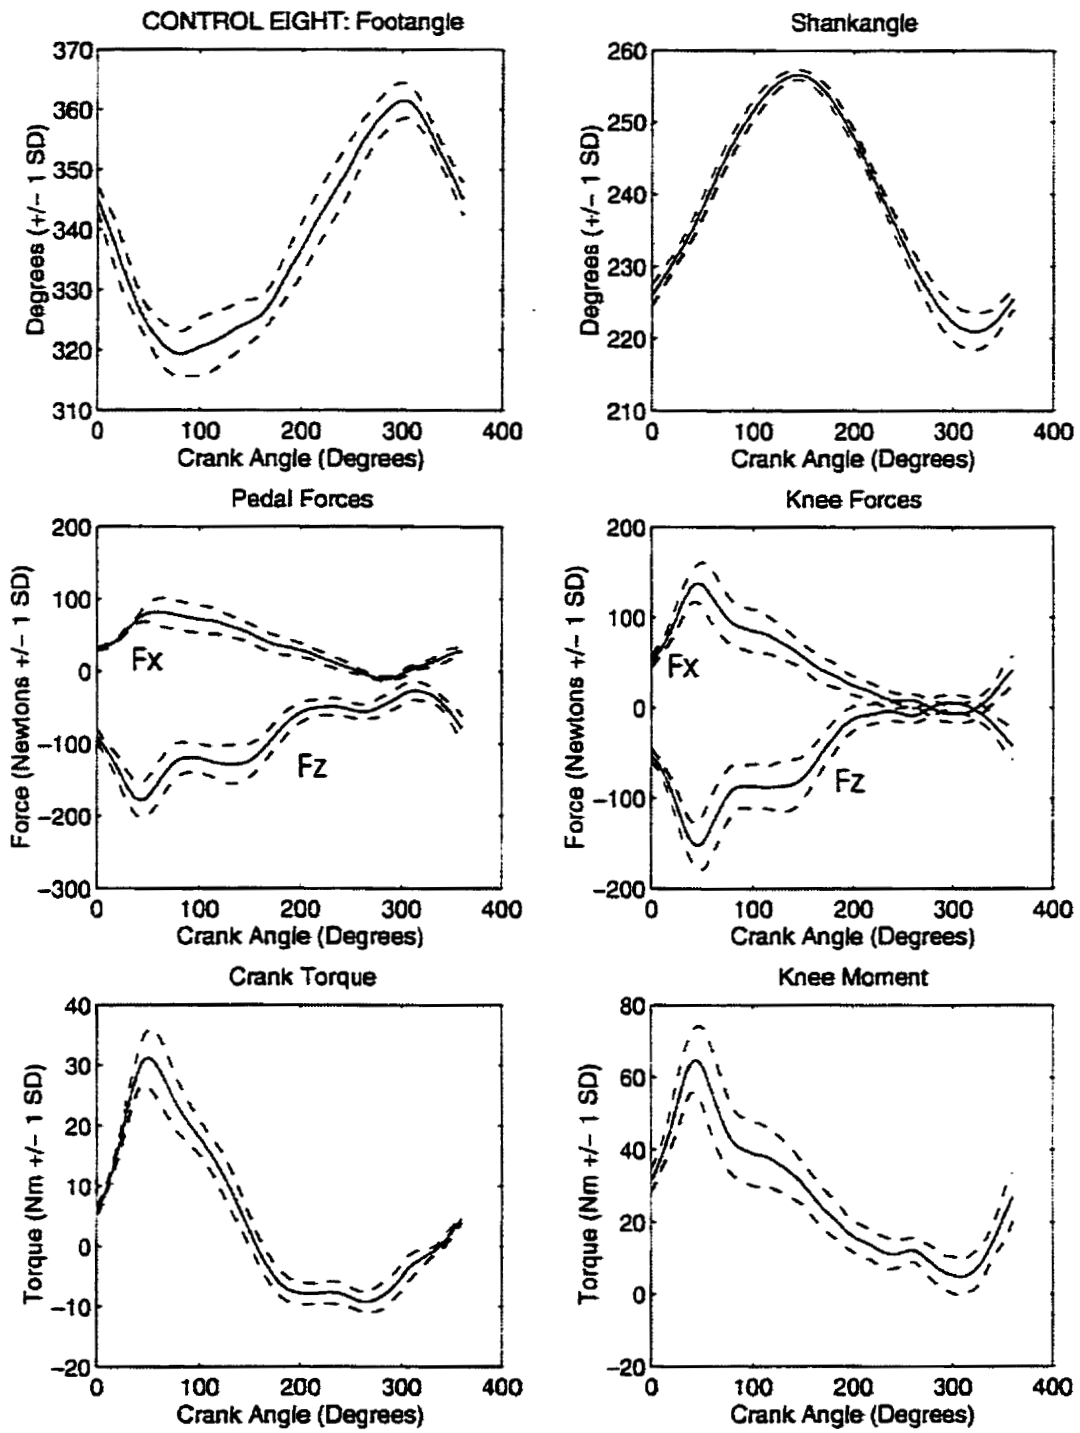 CONTROL EIGHT: Footangle
Degrees (+/- 1 SD)
370
360
350
340
330
320
310
0 100 200 300 400
Crank Angle (Degrees)
Shankangle
Degrees (+/- 1 SD)
260
250
240
230
220
210
0 100 200 300 400
Crank Angle (Degrees)
Pedal Forces
Force (Newtons +/- 1 SD)
200
100
0
-100
-200
-300
Fx
Fz
0 100 200 300 400
Crank Angle (Degrees)
Knee Forces
Force (Newtons +/- 1 SD)
200
100
0
-100
-200
Fx
Fz
0 100 200 300 400
Crank Angle (Degrees)
Crank Torque
Torque (Nm +/- 1 SD)
40
30
20
10
0
-10
-20
0 100 200 300 400
Crank Angle (Degrees)
Knee Moment
Torque (Nm +/- 1 SD)
80
60
40
20
0
-20
0 100 200 300 400
Crank Angle (Degrees)